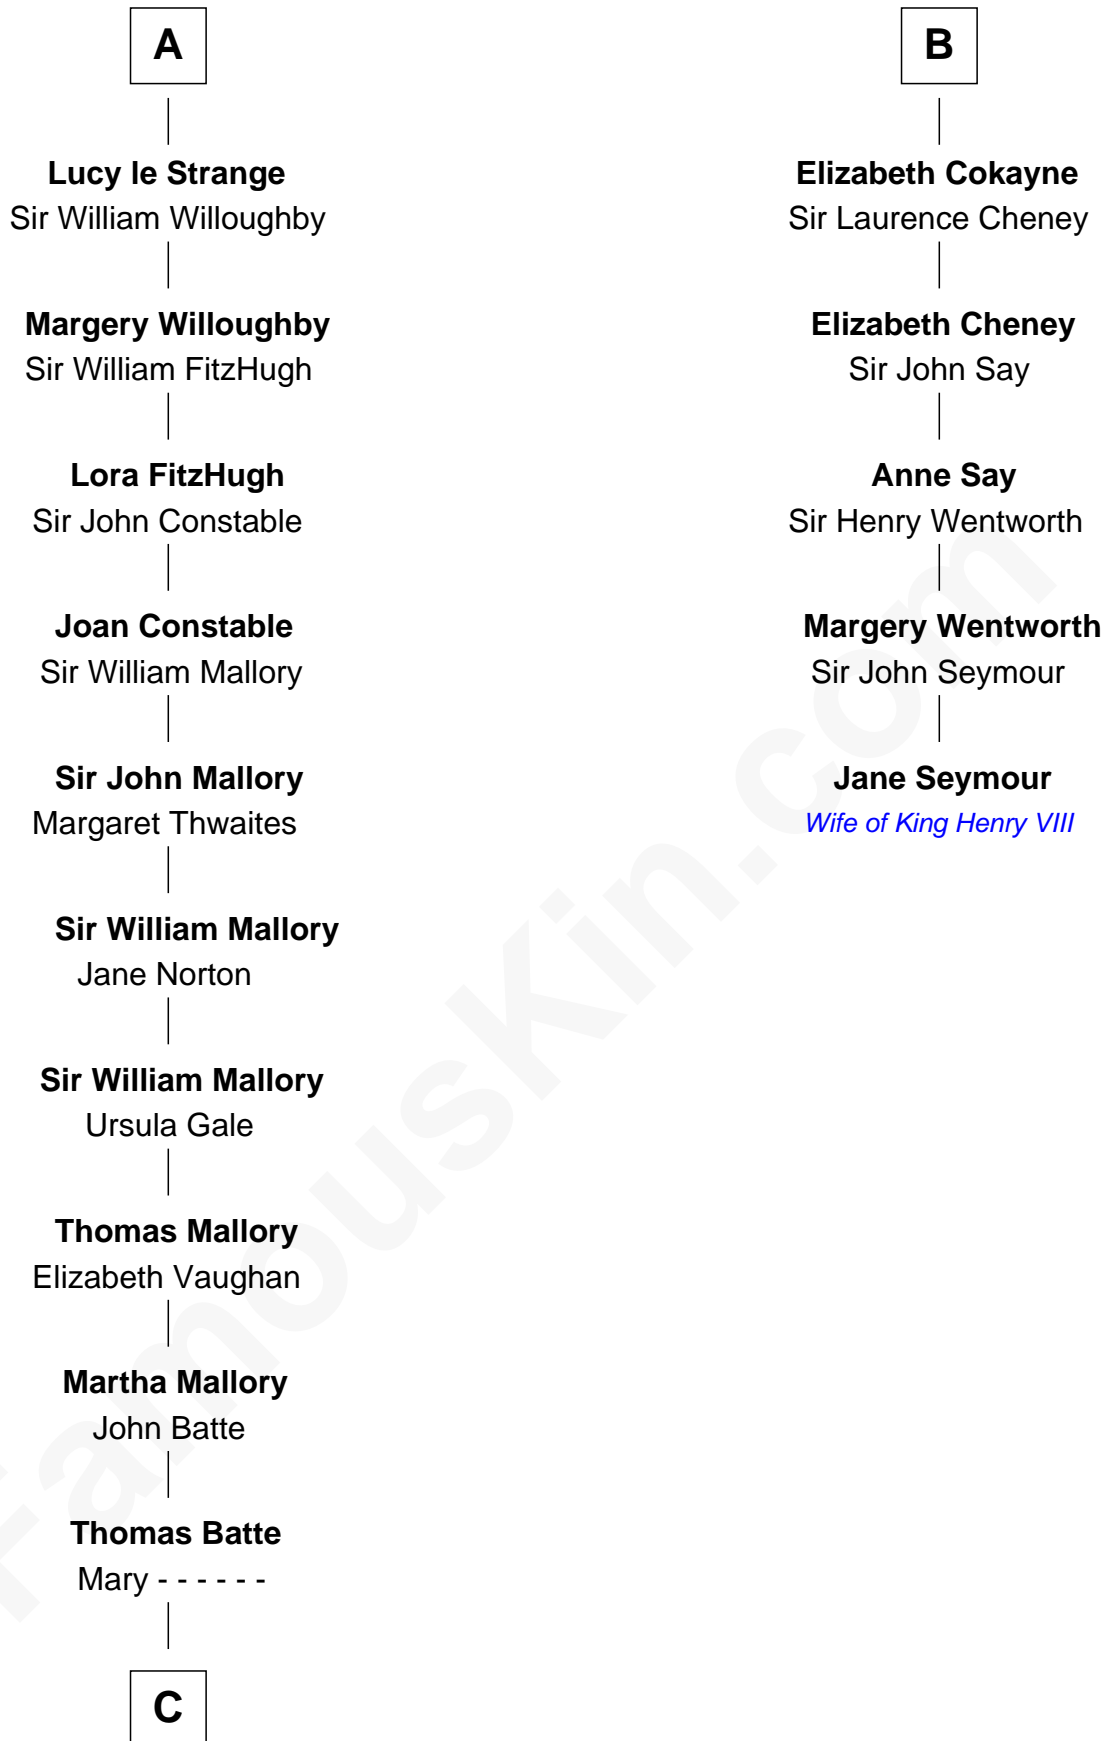 A
Lucy le Strange
Sir William Willoughby
Margery Willoughby
Sir William FitzHugh
Lora FitzHugh
Sir John Constable
Joan Constable
Sir William Mallory
Sir John Mallory
Margaret Thwaites
Sir William Mallory
Jane Norton
Sir William Mallory
Ursula Gale
Thomas Mallory
Elizabeth Vaughan
Martha Mallory
John Batte
Thomas Batte
Mary - - - - - -
C
B
Elizabeth Cokayne
Sir Laurence Cheney
Elizabeth Cheney
Sir John Say
Anne Say
Sir Henry Wentworth
Margery Wentworth
Sir John Seymour
Jane Seymour
Wife of King Henry VIII
FamousKin.com